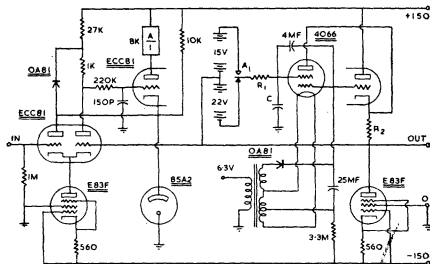 +150
27K
A/1
8K
ECC81
10K
OA81
1K
220K
150P
ECC81
15V
22V
A1
R1
4MF
4066
C
R2
IN
OUT
1M
E83F
560
85A2
OA81
6·3V
25MF
3·3M
E83F
O
560
-150